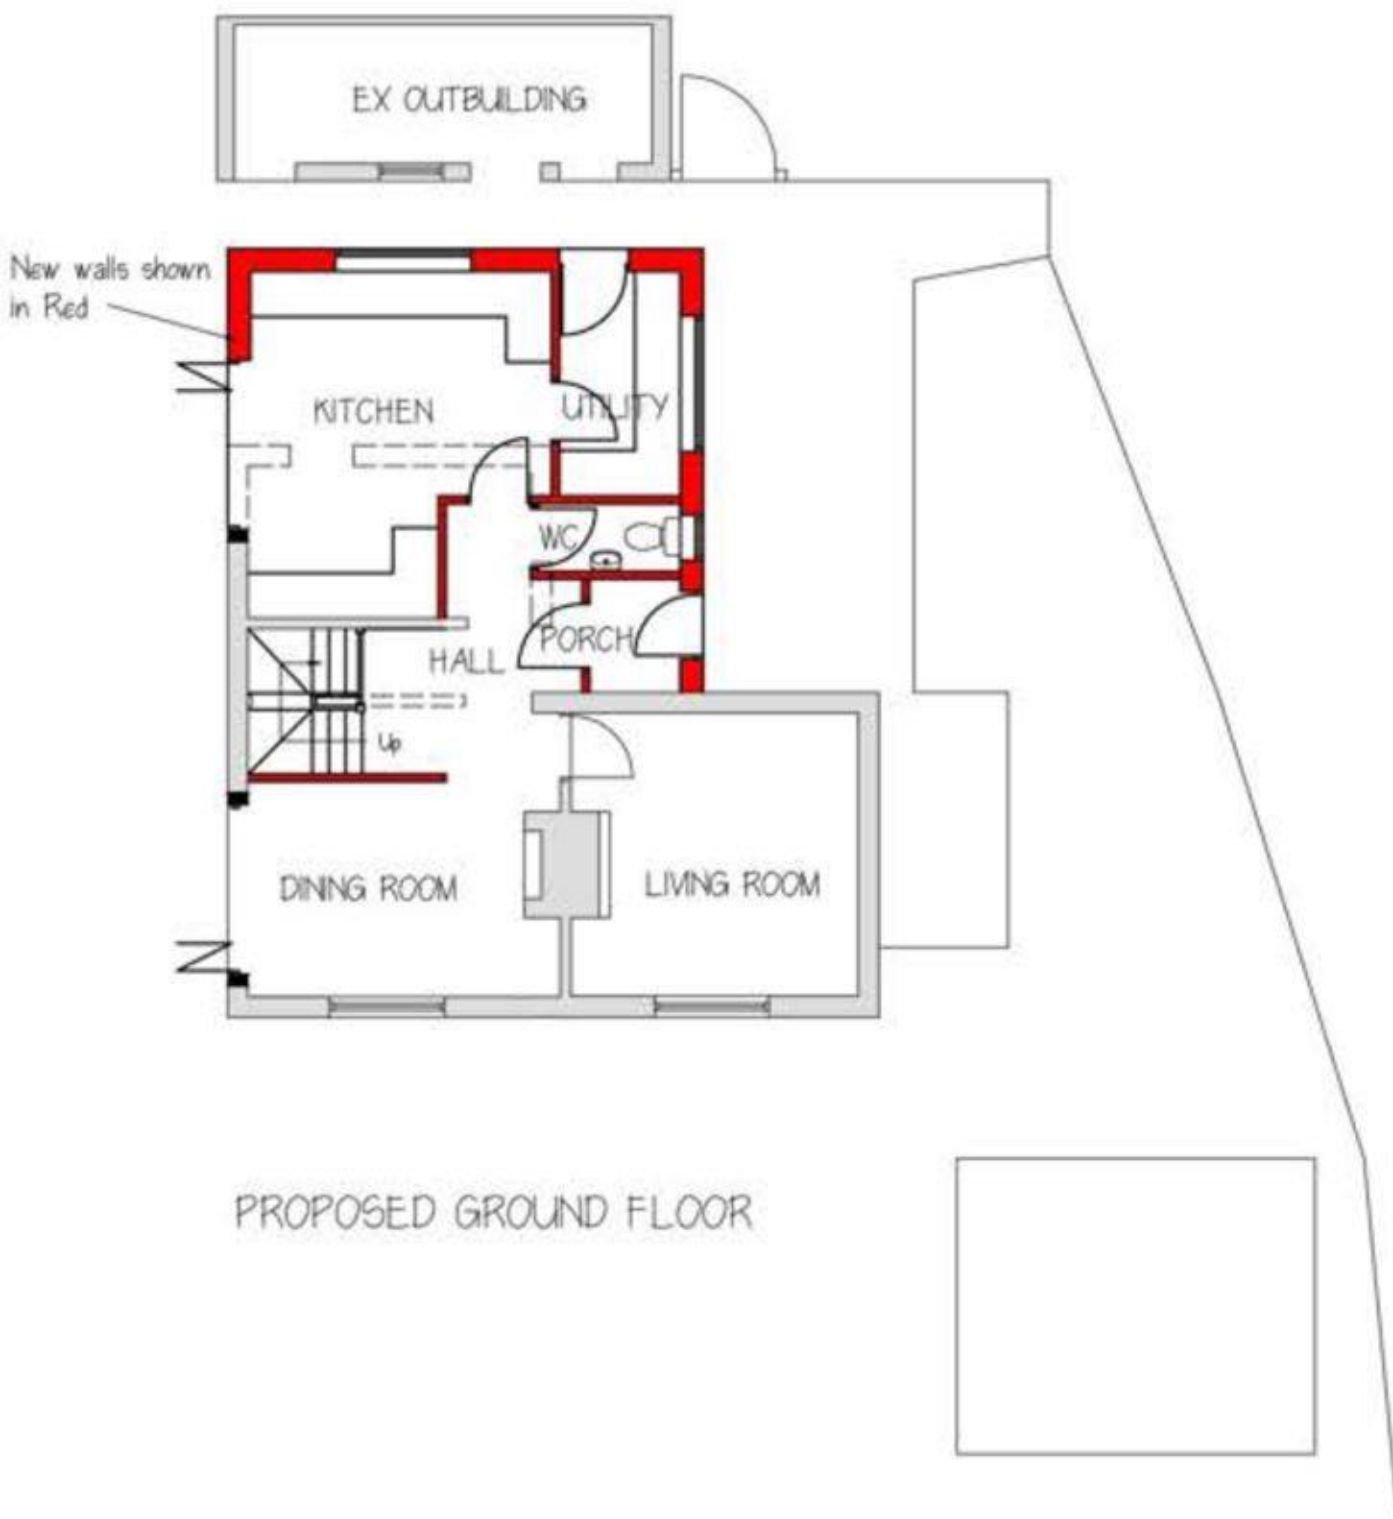 EX OUTBUILDING
New walls shown
in Red
KITCHEN
UTILITY
WC
PORCH
HALL
Up
DINING ROOM
LIVING ROOM
PROPOSED GROUND FLOOR